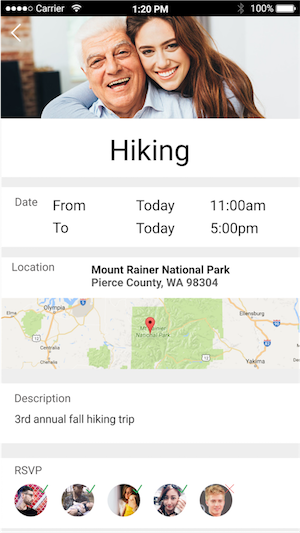 Carrier 1:20 PM 100%
Hiking
Date From Today 11:00am
To Today 5:00pm
Location Mount Rainer National Park
Pierce County, WA 98304
Olympia
Ellensburg
Centralia
Chehalis
Mt Rainier
National Park
Yakima
Description
3rd annual fall hiking trip
RSVP